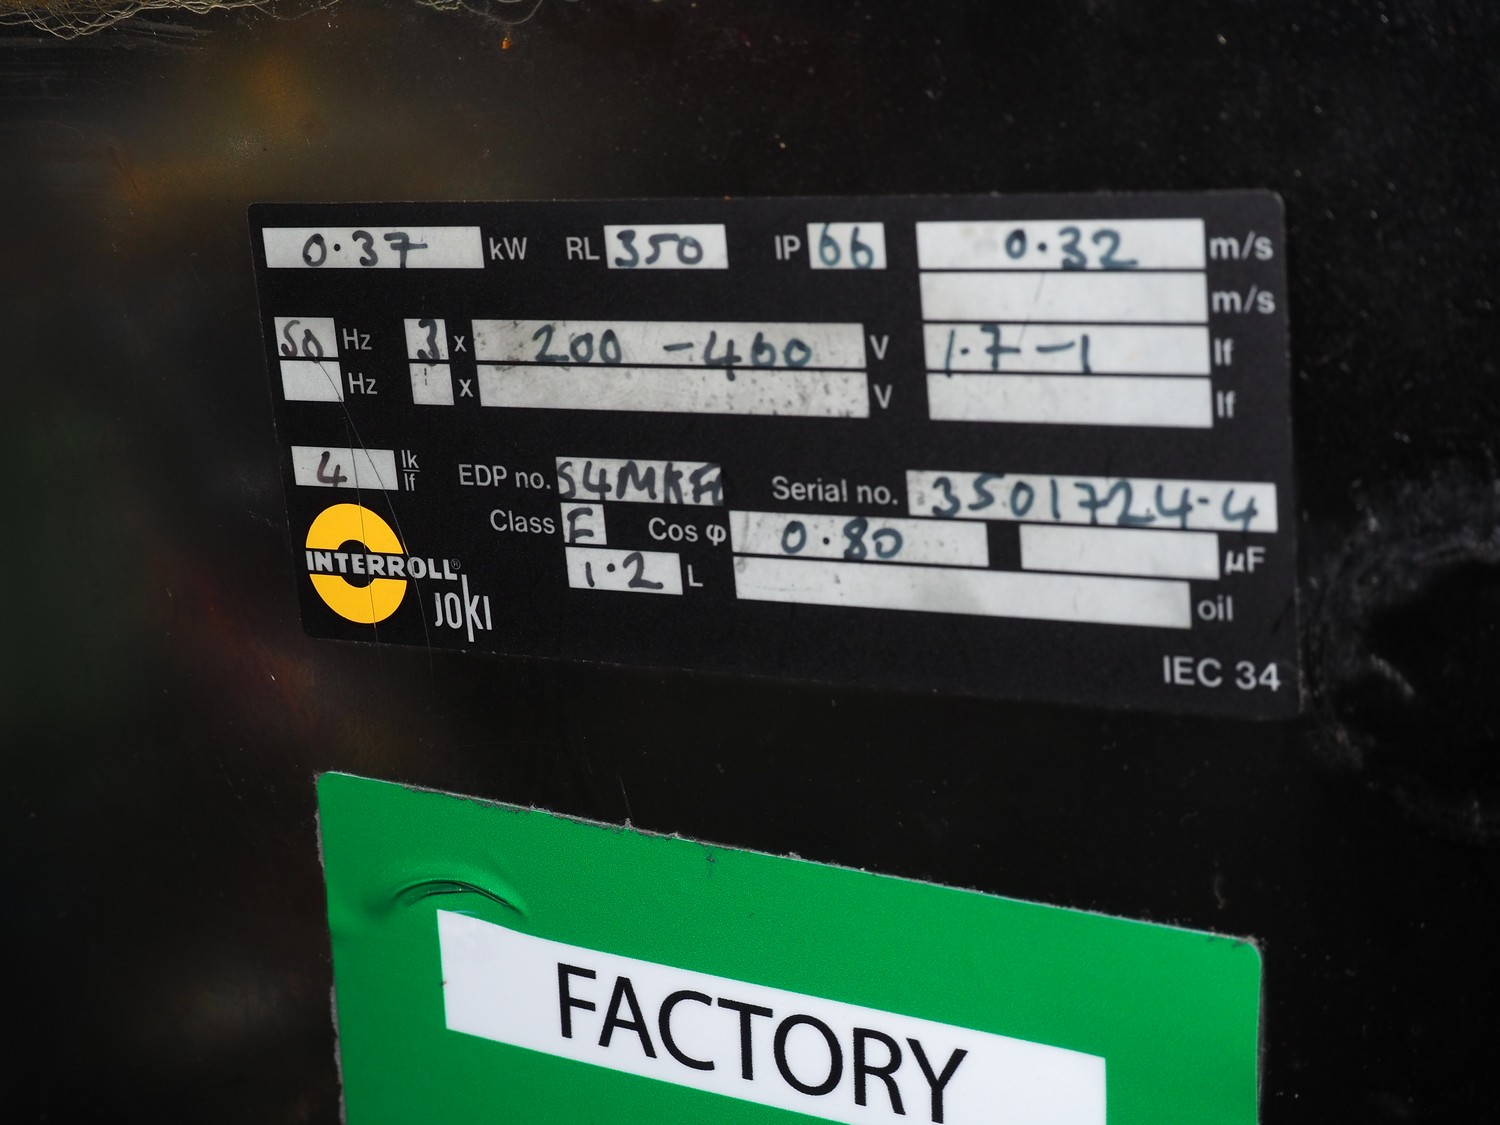 0.37 kW RL 350 IP 66 0.32 m/s
m/s
50 Hz 3 x 200 - 460 V 1.7 - 1 If
Hz x V If
4 Ik/If EDP no. S4MKFA Serial no. 3501724-4
Class F Cos φ 0.80 µF
1.2 L oil
INTERROLL®
JOKI
IEC 34
FACTORY